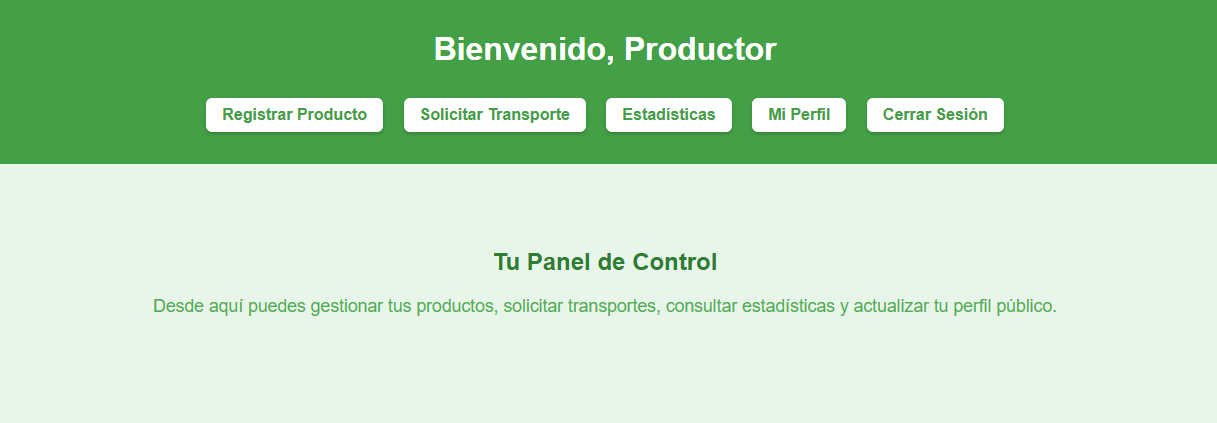 Bienvenido, Productor
Registrar Producto
Solicitar Transporte
Estadísticas
Mi Perfil
Cerrar Sesión
Tu Panel de Control
Desde aquí puedes gestionar tus productos, solicitar transportes, consultar estadísticas y actualizar tu perfil público.